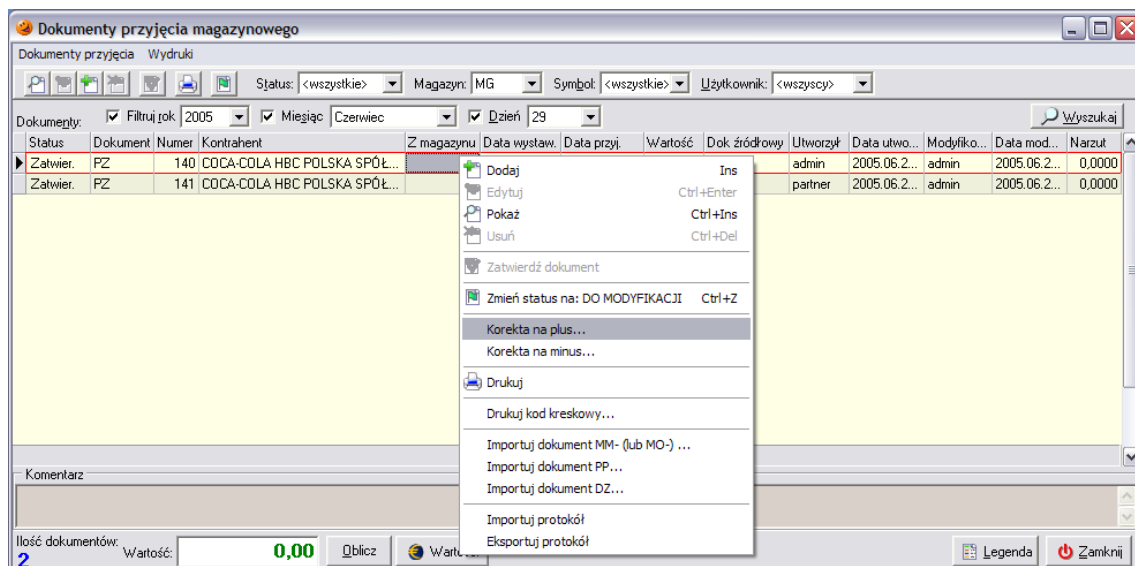 Dokumenty przyjęcia magazynowego
Dokumenty przyjęcia Wydruki
Status: <wszystkie> Magazyn: MG Symbol: <wszystkie> Użytkownik: <wszyscy>
Dokumenty: Filtruj rok 2005 Miesiąc Czerwiec Dzień 29 Wyszukaj
Status Dokument Numer Kontrahent Z magazynu Data wystaw. Data przyj. Wartość Dok źródłowy Utworzył Data utwo... Modyfiko... Data mod... Narzut
Zatwier. PZ 140 COCA-COLA HBC POLSKA SPÓŁ... admin 2005.06.2... admin 2005.06.2... 0,0000
Zatwier. PZ 141 COCA-COLA HBC POLSKA SPÓŁ... partner 2005.06.2... admin 2005.06.2... 0,0000
Dodaj Ins
Edytuj Ctrl+Enter
Pokaż Ctrl+Ins
Usuń Ctrl+Del
Zatwierdź dokument
Zmień status na: DO MODYFIKACJI Ctrl+Z
Korekta na plus...
Korekta na minus...
Drukuj
Drukuj kod kreskowy...
Importuj dokument MM- (lub MO-) ...
Importuj dokument PP...
Importuj dokument DZ...
Importuj protokół
Eksportuj protokół
Komentarz
Ilość dokumentów:
2 Wartość: 0,00 Oblicz Legenda Zamknij